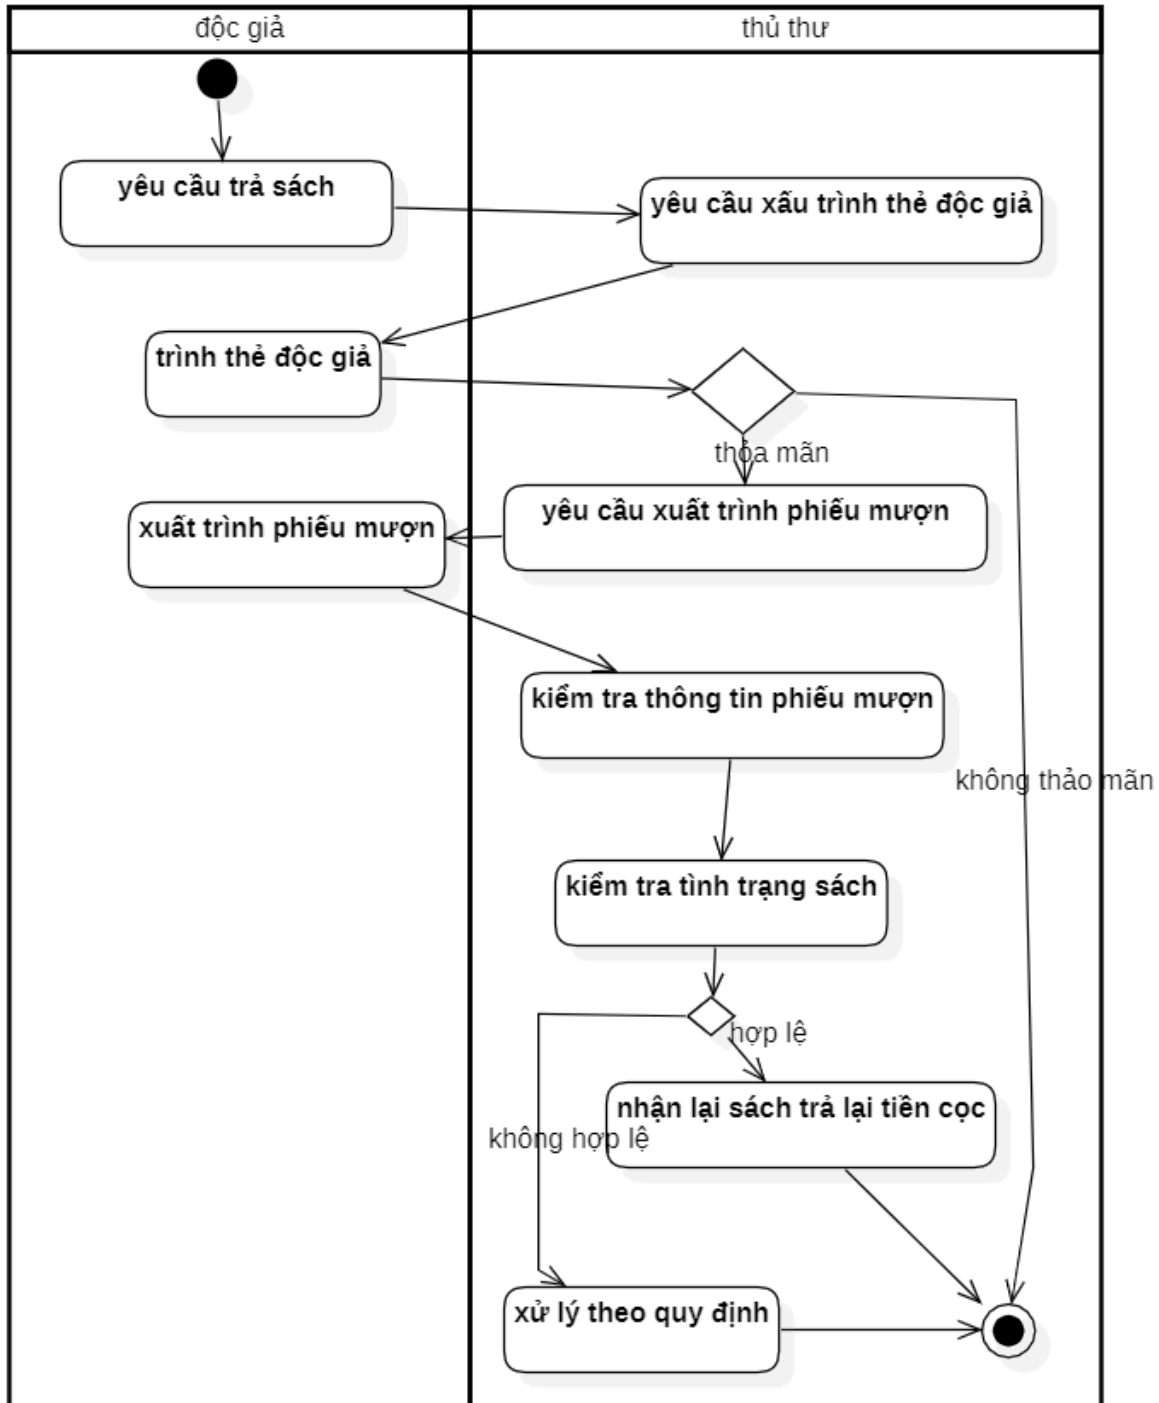 độc giả
thủ thư
yêu cầu trả sách
yêu cầu xấu trình thẻ độc giả
trình thẻ độc giả
thỏa mãn
yêu cầu xuất trình phiếu mượn
xuất trình phiếu mượn
kiểm tra thông tin phiếu mượn
không thảo mãn
kiểm tra tình trạng sách
hợp lệ
nhận lại sách trả lại tiền cọc
không hợp lệ
xử lý theo quy định